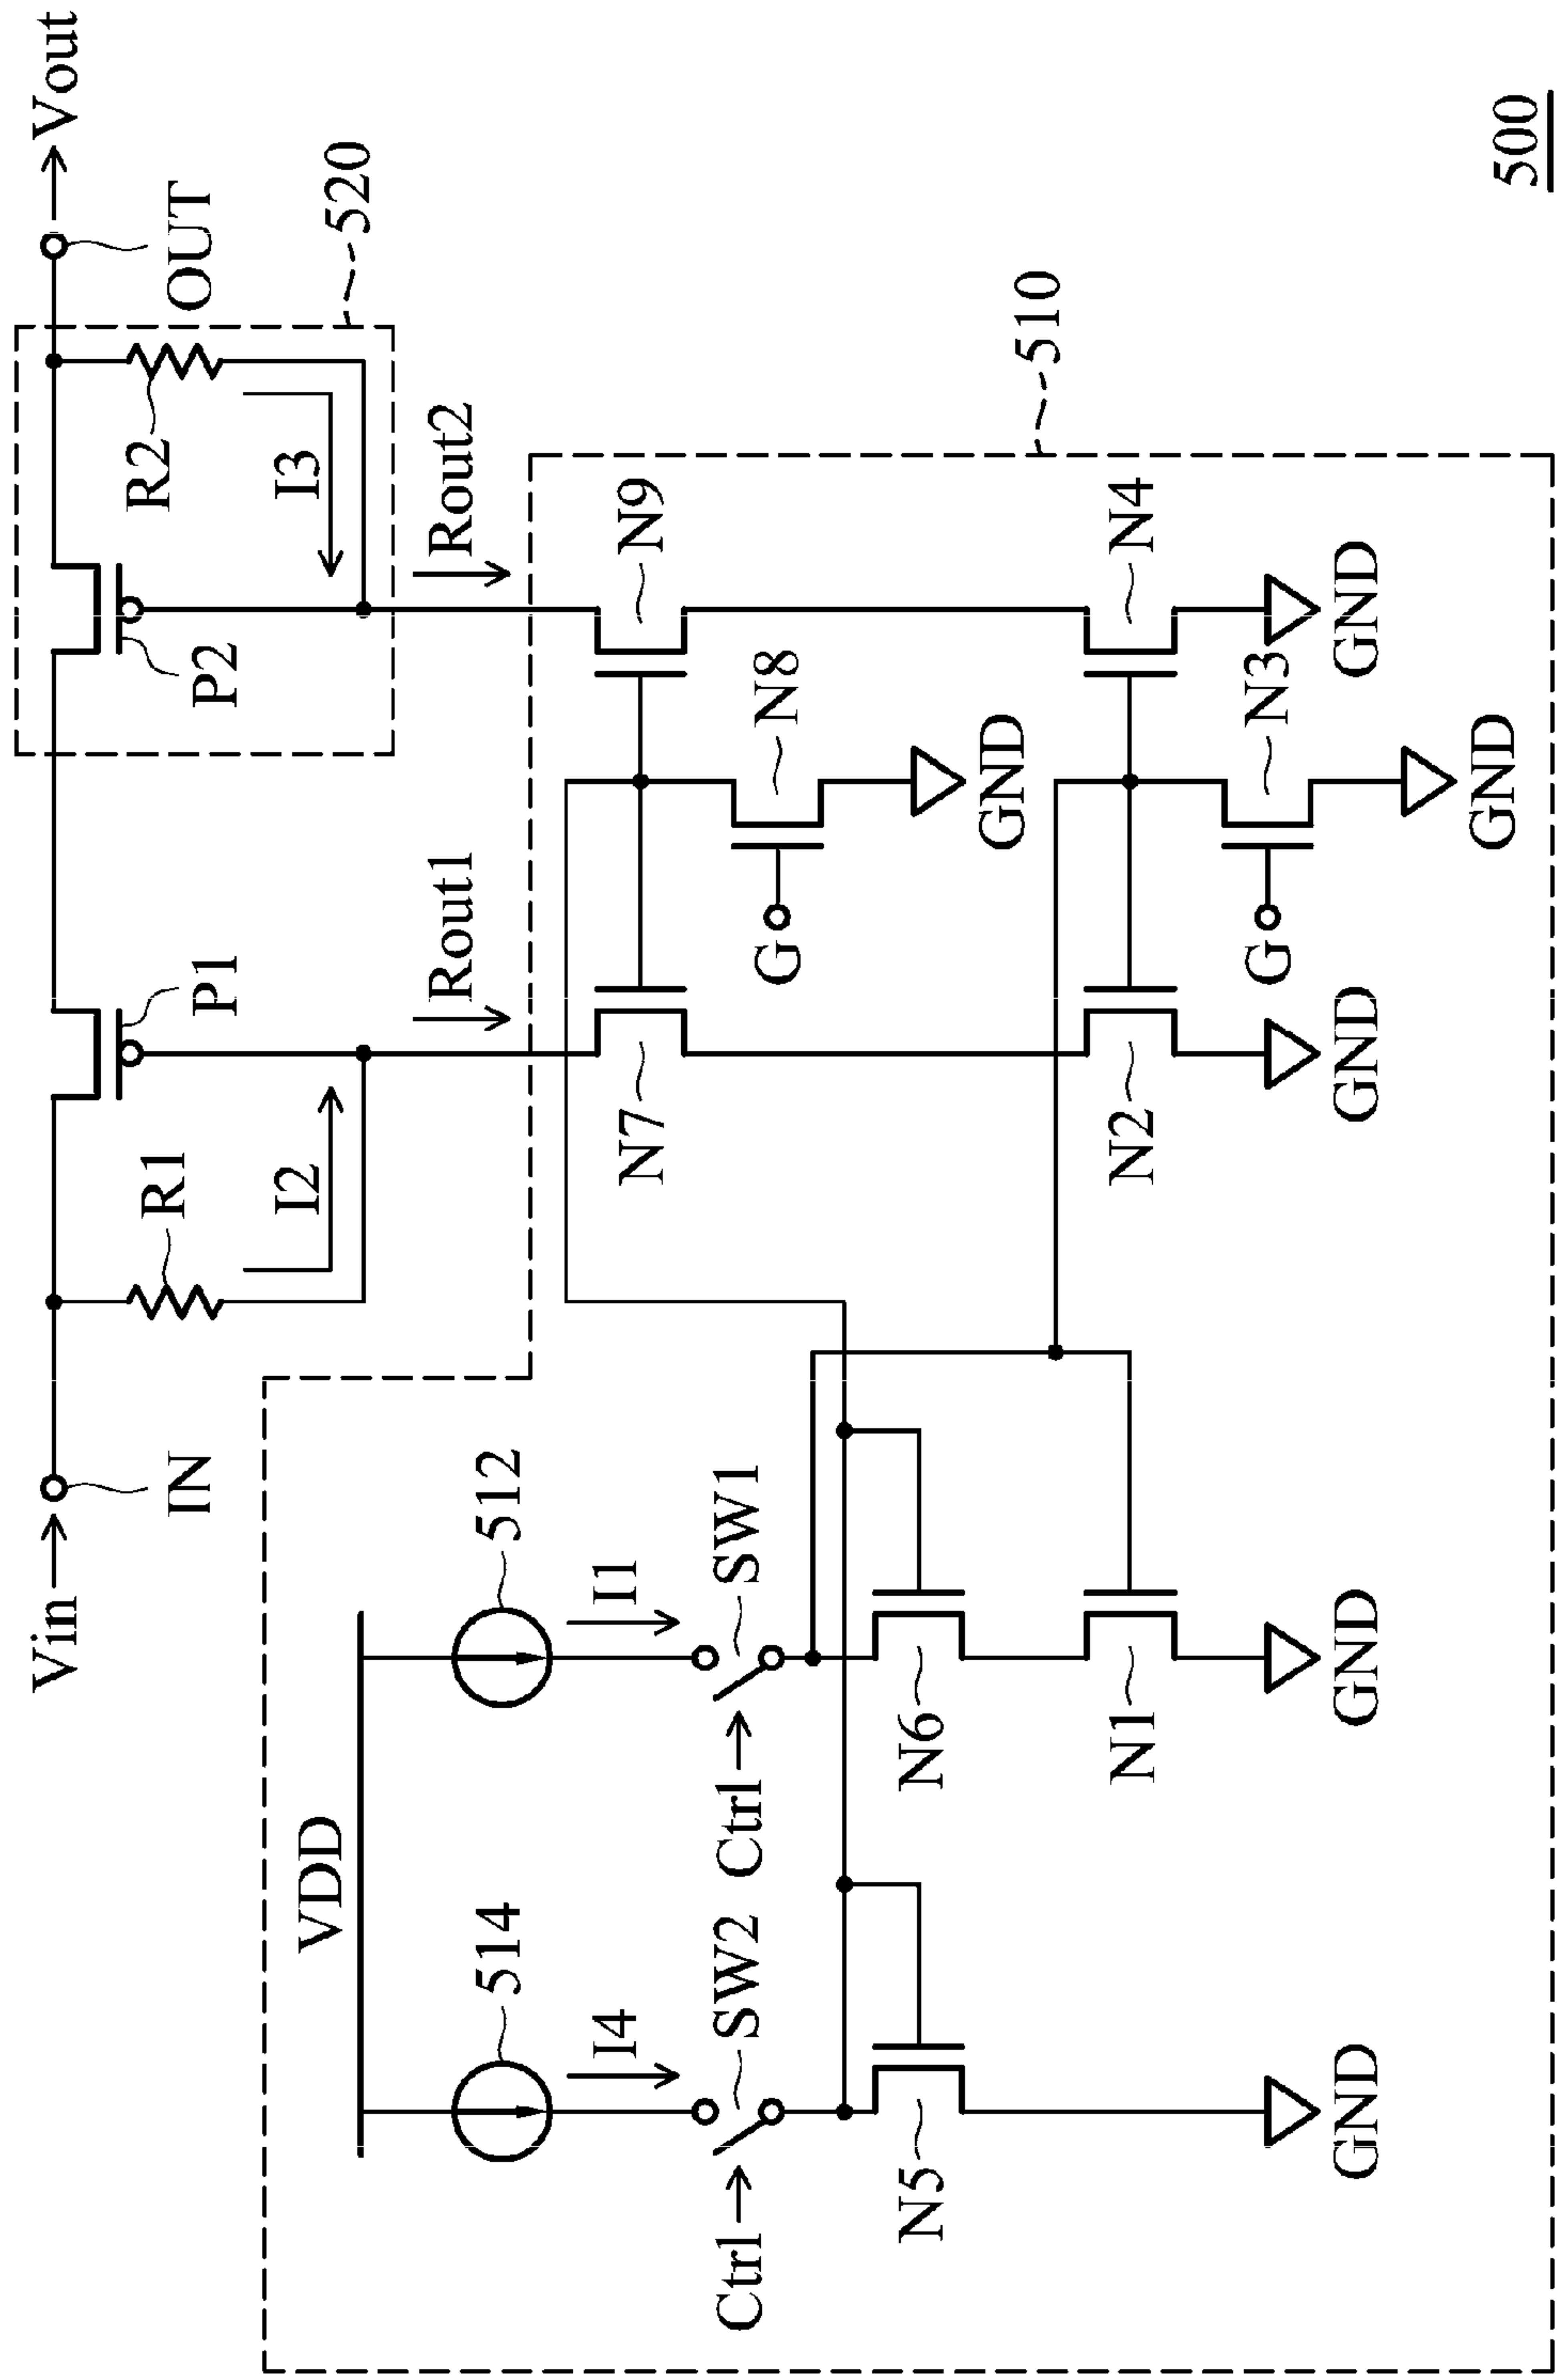 Vin
IN
R1
I2
P1
P2
R2
I3
OUT
Vout
520
Rout1
Rout2
510
VDD
514
512
I4
I1
Ctrl
SW2
Ctrl
SW1
N5
N6
N1
N7
N9
G
N8
GND
N2
N4
G
N3
GND
GND
GND
GND
GND
GND
500